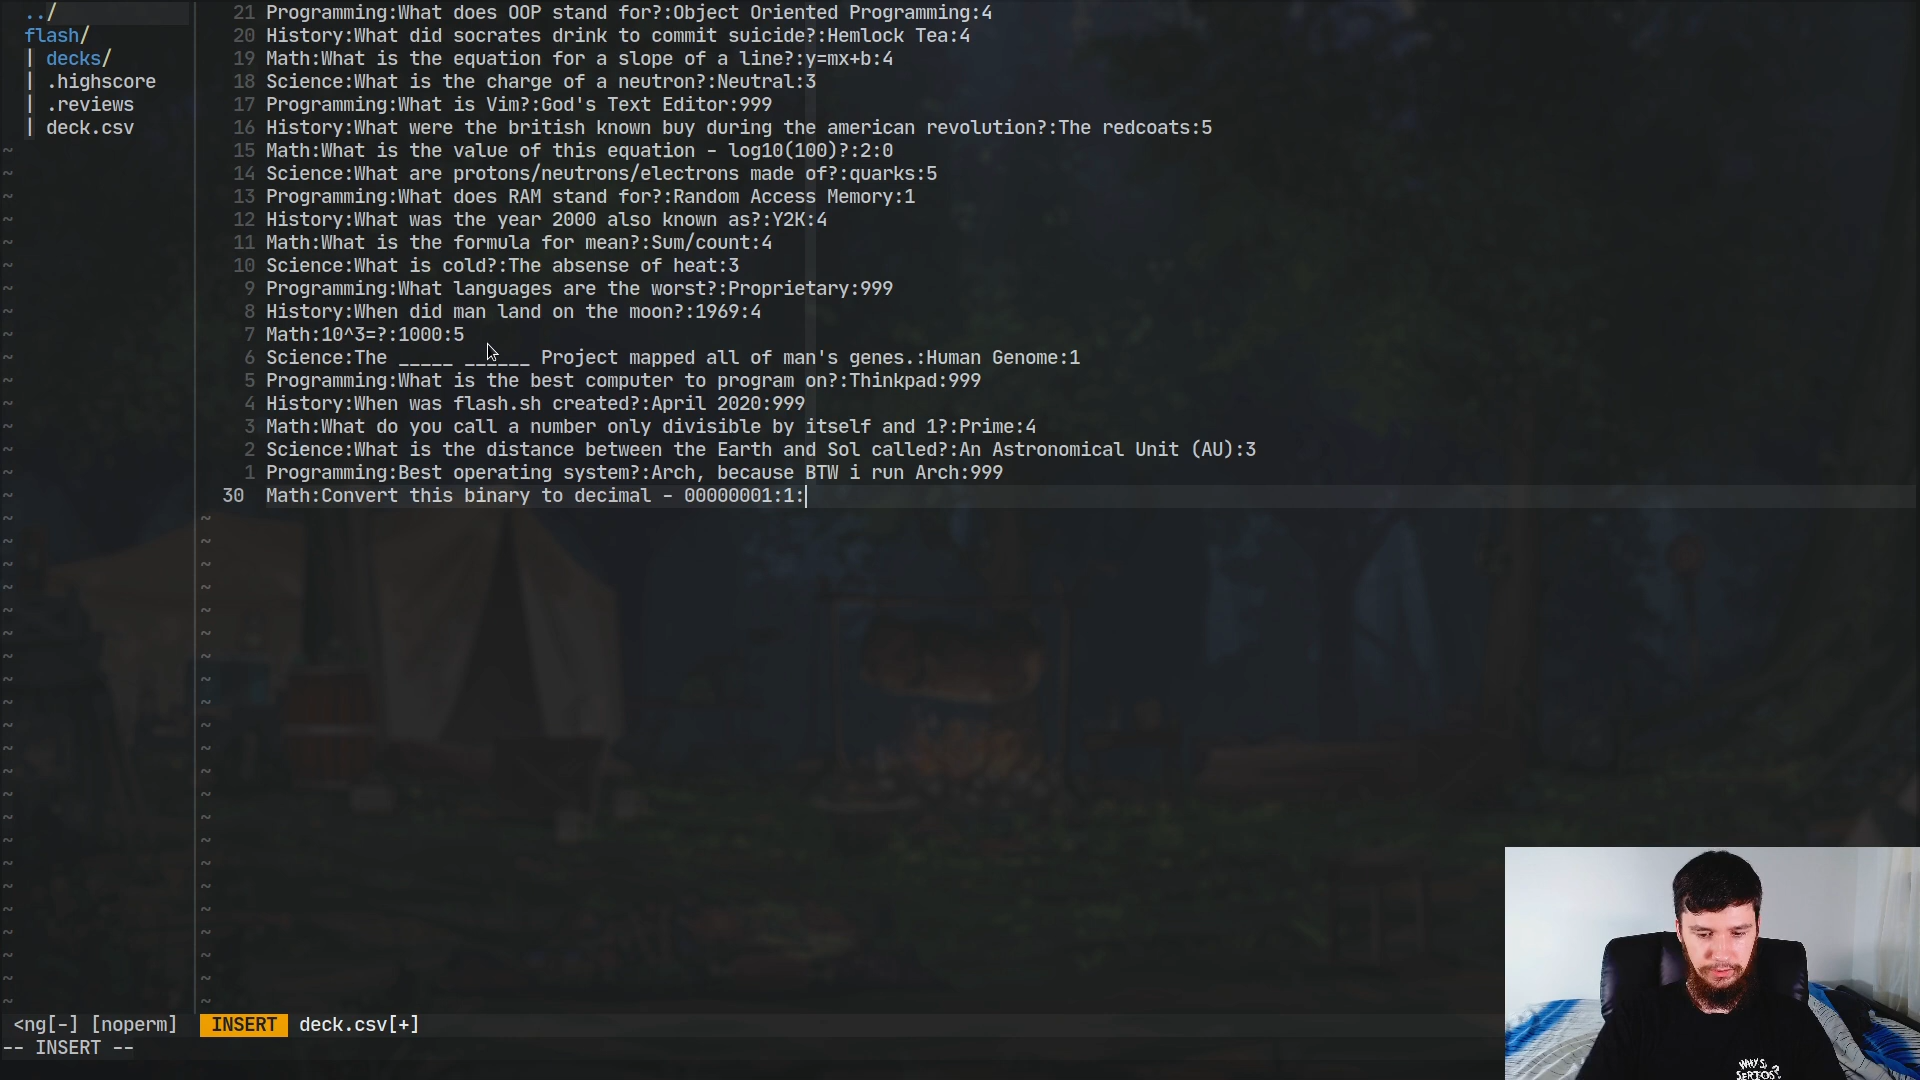 ../
flash/
| decks/
| .highscore
| .reviews
| deck.csv
21 Programming:What does OOP stand for?:Object Oriented Programming:4
20 History:What did socrates drink to commit suicide?:Hemlock Tea:4
19 Math:What is the equation for a slope of a line?:y=mx+b:4
18 Science:What is the charge of a neutron?:Neutral:3
17 Programming:What is Vim?:God's Text Editor:999
16 History:What were the british known buy during the american revolution?:The redcoats:5
15 Math:What is the value of this equation - log10(100)?:2:0
14 Science:What are protons/neutrons/electrons made of?:quarks:5
13 Programming:What does RAM stand for?:Random Access Memory:1
12 History:What was the year 2000 also known as?:Y2K:4
11 Math:What is the formula for mean?:Sum/count:4
10 Science:What is cold?:The absense of heat:3
9 Programming:What languages are the worst?:Proprietary:999
8 History:When did man land on the moon?:1969:4
7 Math:10^3=?:1000:5
6 Science:The _____ ______ Project mapped all of man's genes.:Human Genome:1
5 Programming:What is the best computer to program on?:Thinkpad:999
4 History:When was flash.sh created?:April 2020:999
3 Math:What do you call a number only divisible by itself and 1?:Prime:4
2 Science:What is the distance between the Earth and Sol called?:An Astronomical Unit (AU):3
1 Programming:Best operating system?:Arch, because BTW i run Arch:999
30 Math:Convert this binary to decimal - 00000001:1:
<ng[-] [noperm] INSERT deck.csv[+]
-- INSERT --
WHY SO
SERIOUS?